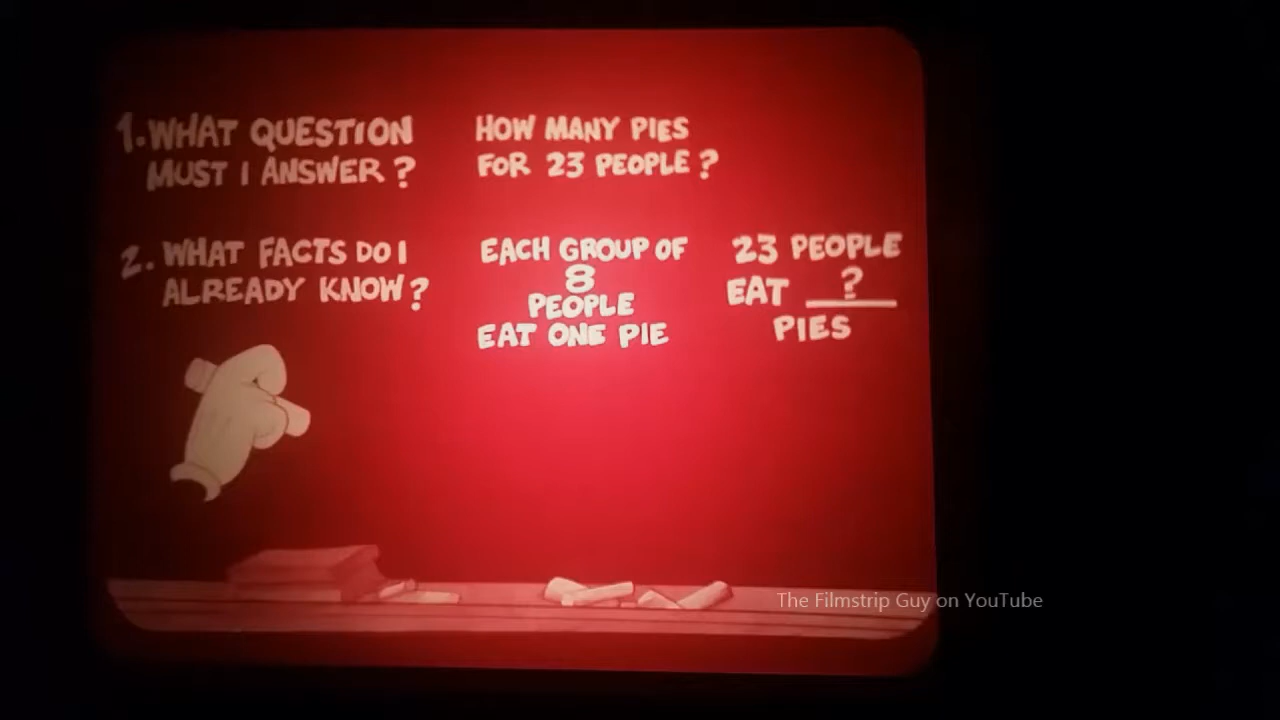 1. WHAT QUESTION
MUST I ANSWER?
HOW MANY PIES
FOR 23 PEOPLE?
2. WHAT FACTS DO I
ALREADY KNOW?
EACH GROUP OF
8
PEOPLE
EAT ONE PIE
23 PEOPLE
EAT ?
PIES
The Filmstrip Guy on YouTube